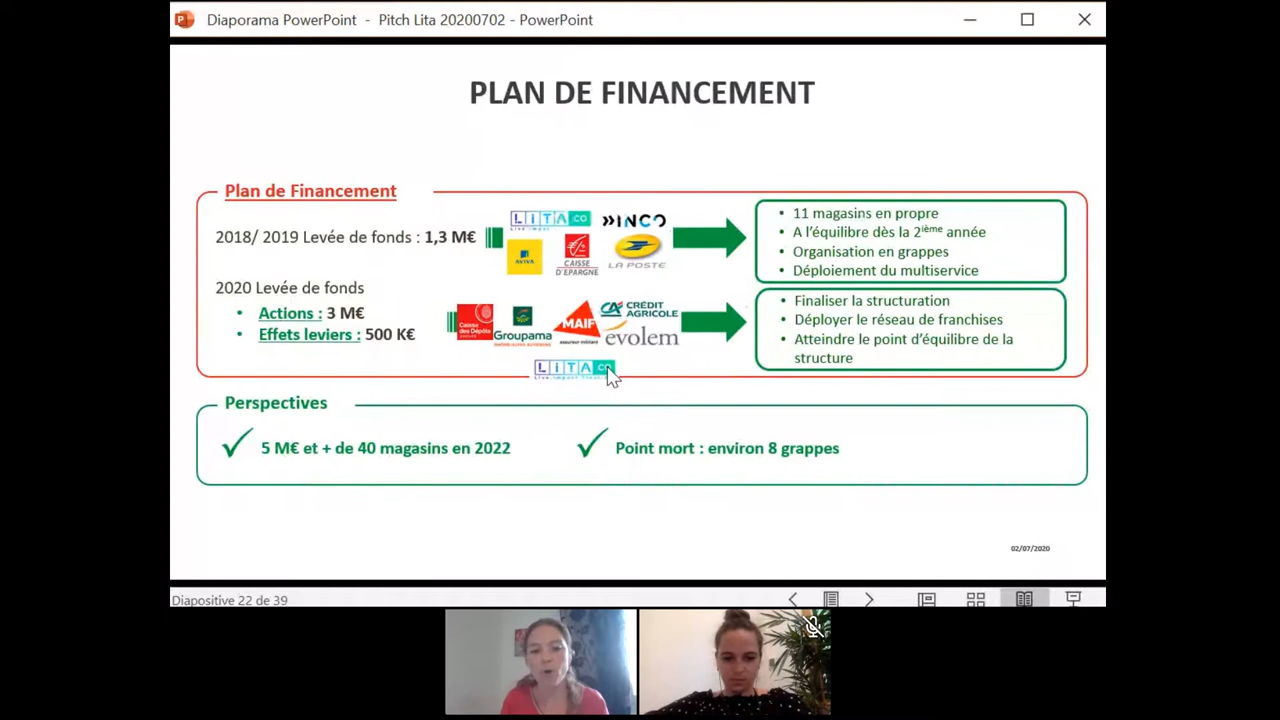 Diaporama PowerPoint - Pitch Lita 20200702 - PowerPoint
PLAN DE FINANCEMENT
Plan de Financement
2018/ 2019 Levée de fonds : 1,3 M€
LITA.CO
INCO
AVIVA
CAISSE D'EPARGNE
LA POSTE
11 magasins en propre
A l'équilibre dès la 2ième année
Organisation en grappes
Déploiement du multiservice
2020 Levée de fonds
• Actions : 3 M€
• Effets leviers : 500 K€
Caisse des Dépôts
Groupama
MAIF
assureur militant
CRÉDIT AGRICOLE
evolem
LITA.CO
Finaliser la structuration
Déployer le réseau de franchises
Atteindre le point d'équilibre de la
structure
Perspectives
5 M€ et + de 40 magasins en 2022
Point mort : environ 8 grappes
02/07/2020
Diapositive 22 de 39